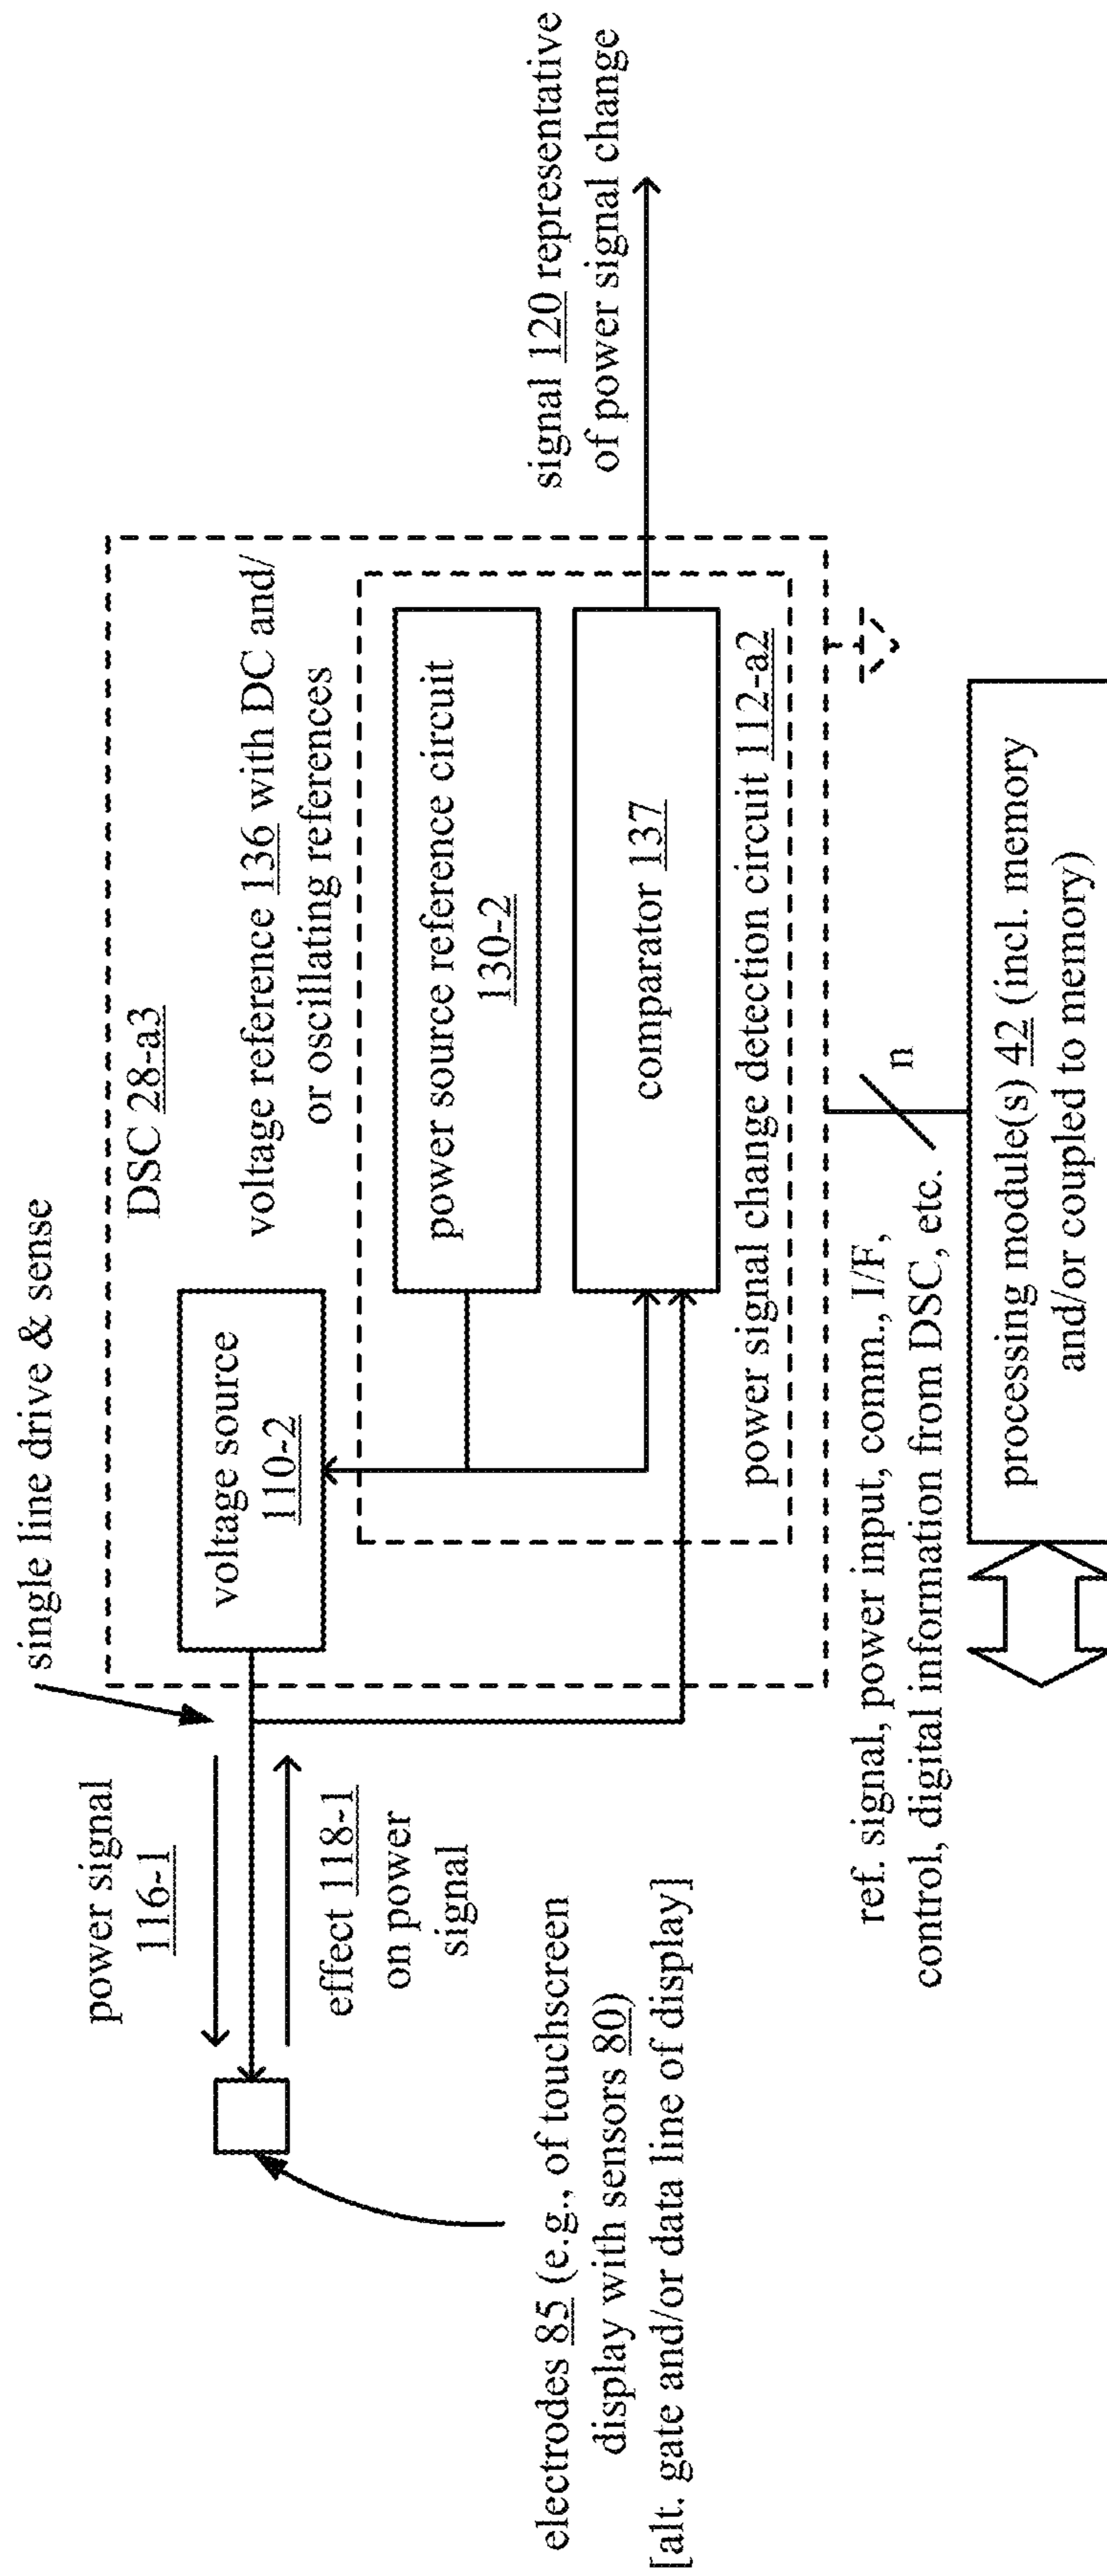 single line drive & sense
power signal
116-1
effect 118-1
on power
signal
electrodes 85 (e.g., of touchscreen
display with sensors 80)
[alt. gate and/or data line of display]
DSC 28-a3
voltage source
110-2
voltage reference 136 with DC and/
or oscillating references
power source reference circuit
130-2
comparator 137
power signal change detection circuit 112-a2
signal 120 representative
of power signal change
ref. signal, power input, comm., I/F,
control, digital information from DSC, etc.
n
processing module(s) 42 (incl. memory
and/or coupled to memory)